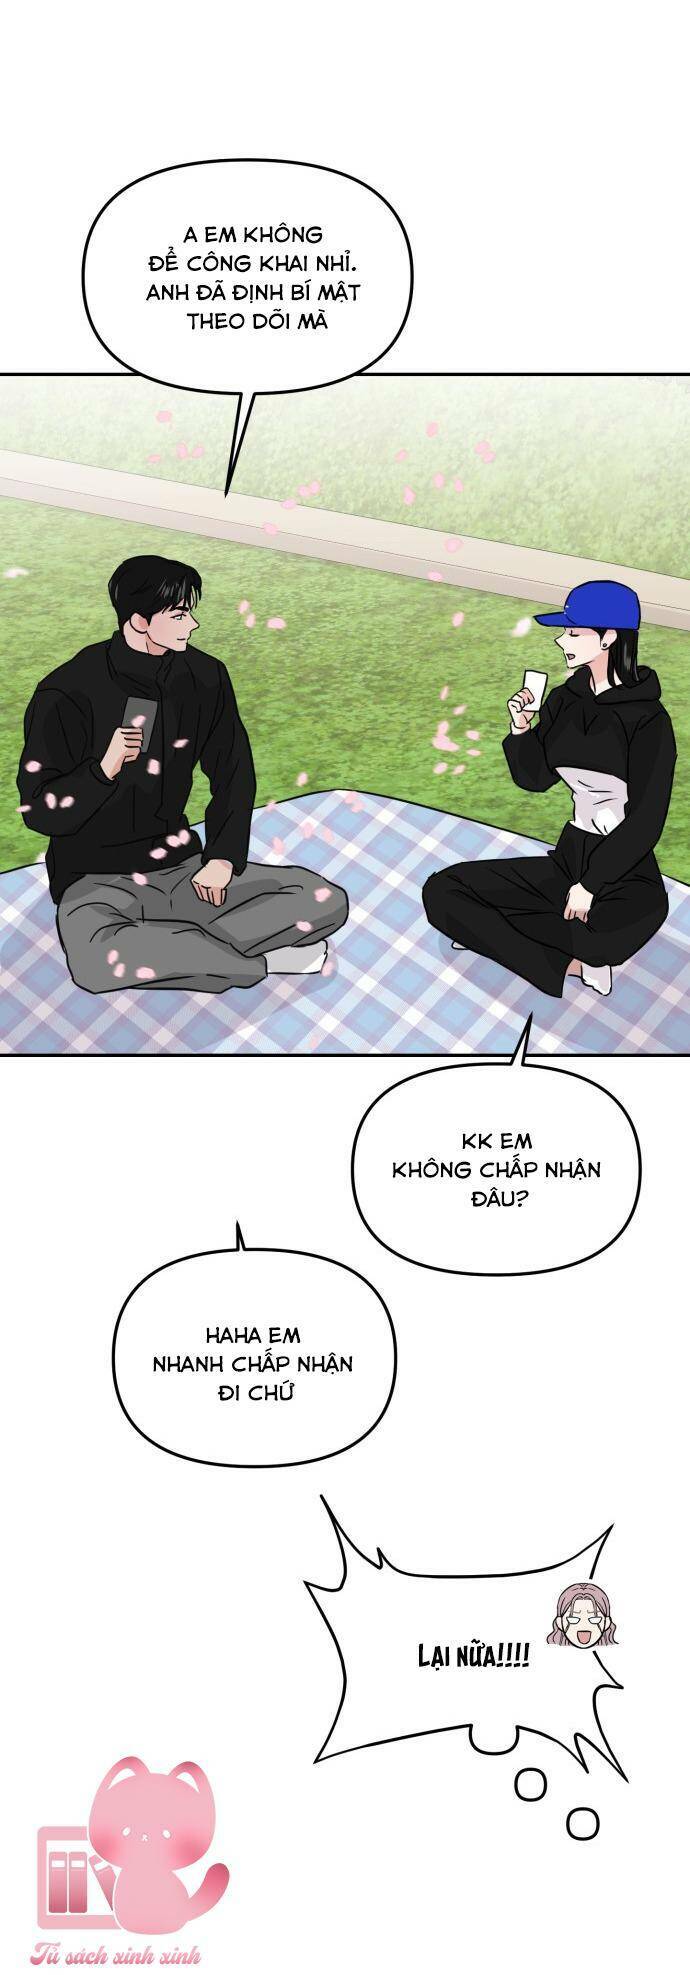 A EM KHÔNG
ĐỂ CÔNG KHAI NHỈ.
ANH ĐÃ ĐỊNH BÍ MẬT
THEO DÕI MÀ
KK EM
KHÔNG CHẤP NHẬN
ĐÂU?
HAHA EM
NHANH CHẤP NHẬN
ĐI CHỨ
LẠI NỮA!!!!
Tủ sách xinh xinh